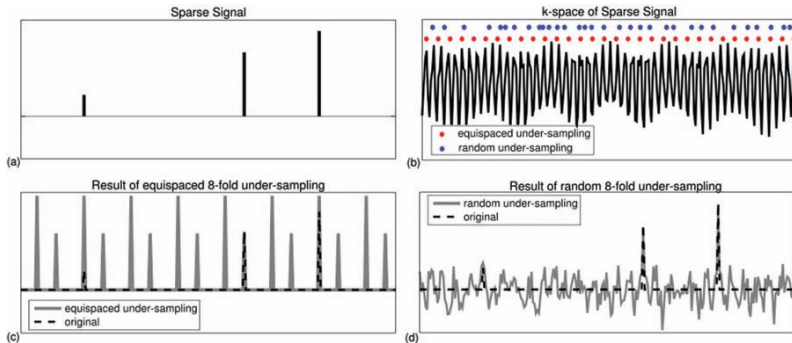 Sparse Signal
(a)
k-space of Sparse Signal
equispaced under-sampling
random under-sampling
(b)
Result of equispaced 8-fold under-sampling
equispaced under-sampling
original
(c)
Result of random 8-fold under-sampling
random under-sampling
original
(d)